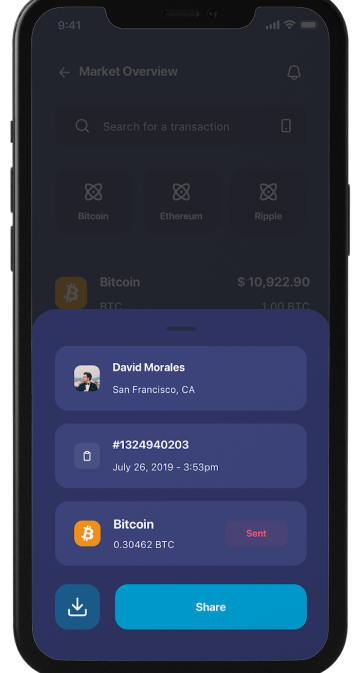 9:41
Market Overview
Search for a transaction
Bitcoin Ethereum Ripple
Bitcoin $ 10,922.90
BTC 1.00 BTC
David Morales
San Francisco, CA
#1324940203
July 26, 2019 - 3:53pm
Bitcoin
0.30462 BTC
Sent
Share